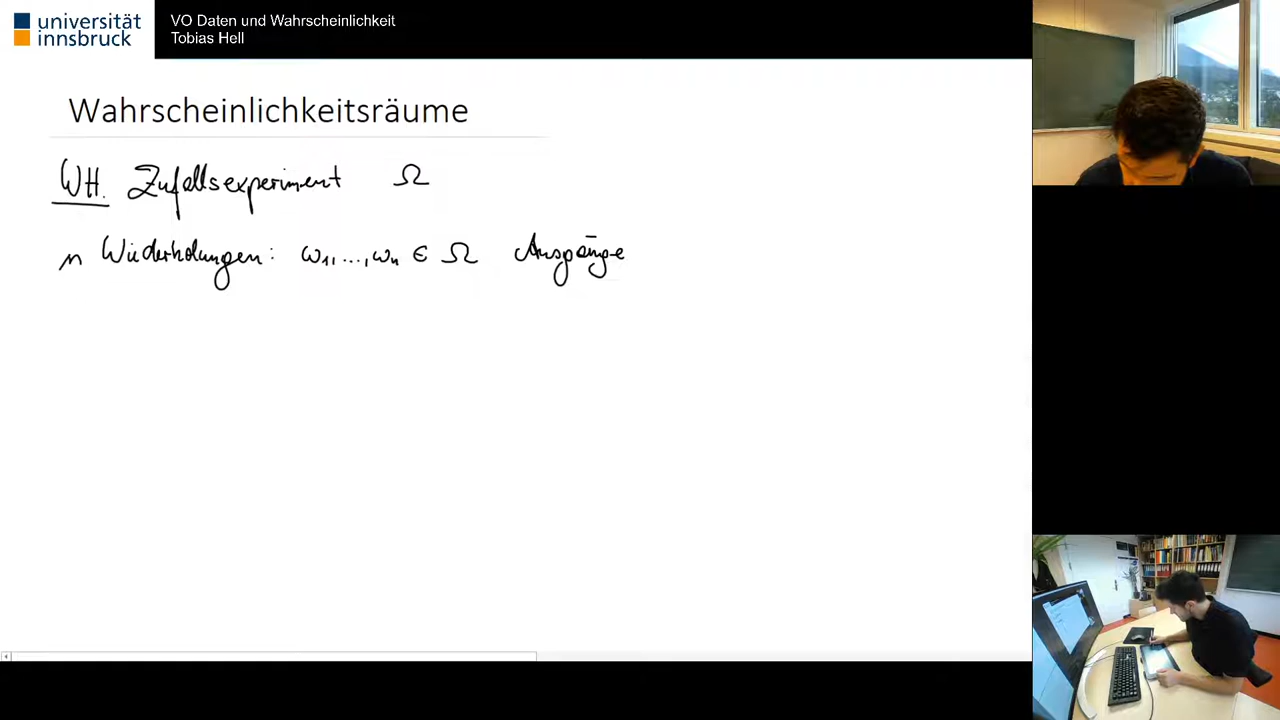 universität
innsbruck
VO Daten und Wahrscheinlichkeit
Tobias Hell
Wahrscheinlichkeitsräume
WH. Zufallsexperiment Ω
n Wiederholungen: ω₁, ..., ωₙ ∈ Ω Ausgänge